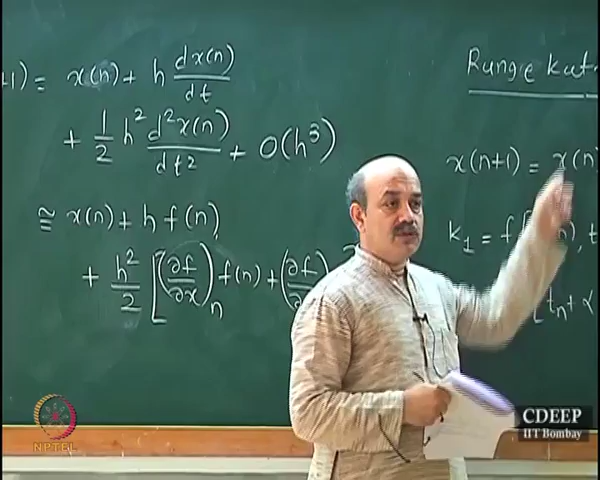 +1) = x(n) + h dx(n)/dt
+ 1/2 h² d²x(n)/dt² + O(h³)
≅ x(n) + h f(n)
+ h²/2 [(∂f/∂x)ₙ f(n) + (∂f/∂
Runge Kut
x(n+1) = x(n)
k₁ = f
), t
[tₙ + α
NPTEL
CDEEP
IIT Bombay